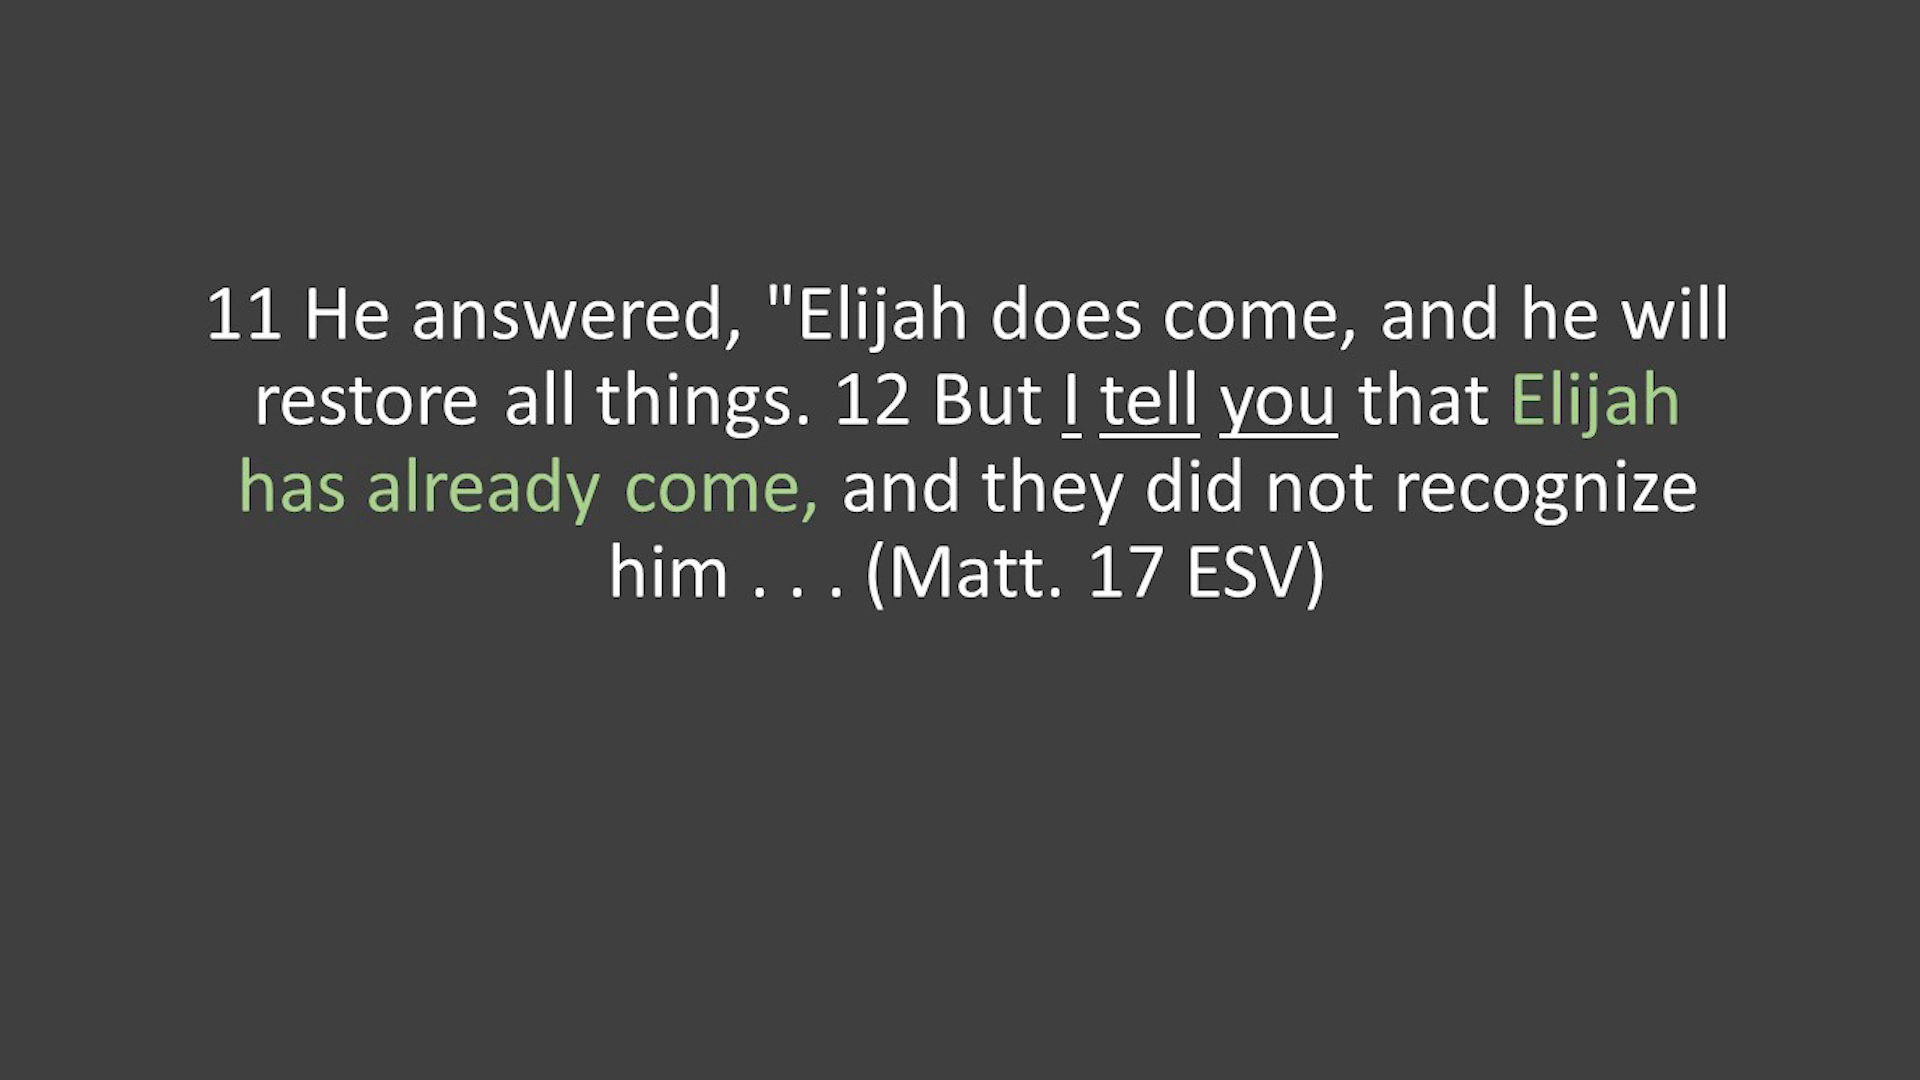 11 He answered, "Elijah does come, and he will
restore all things. 12 But I tell you that Elijah
has already come, and they did not recognize
him . . . (Matt. 17 ESV)